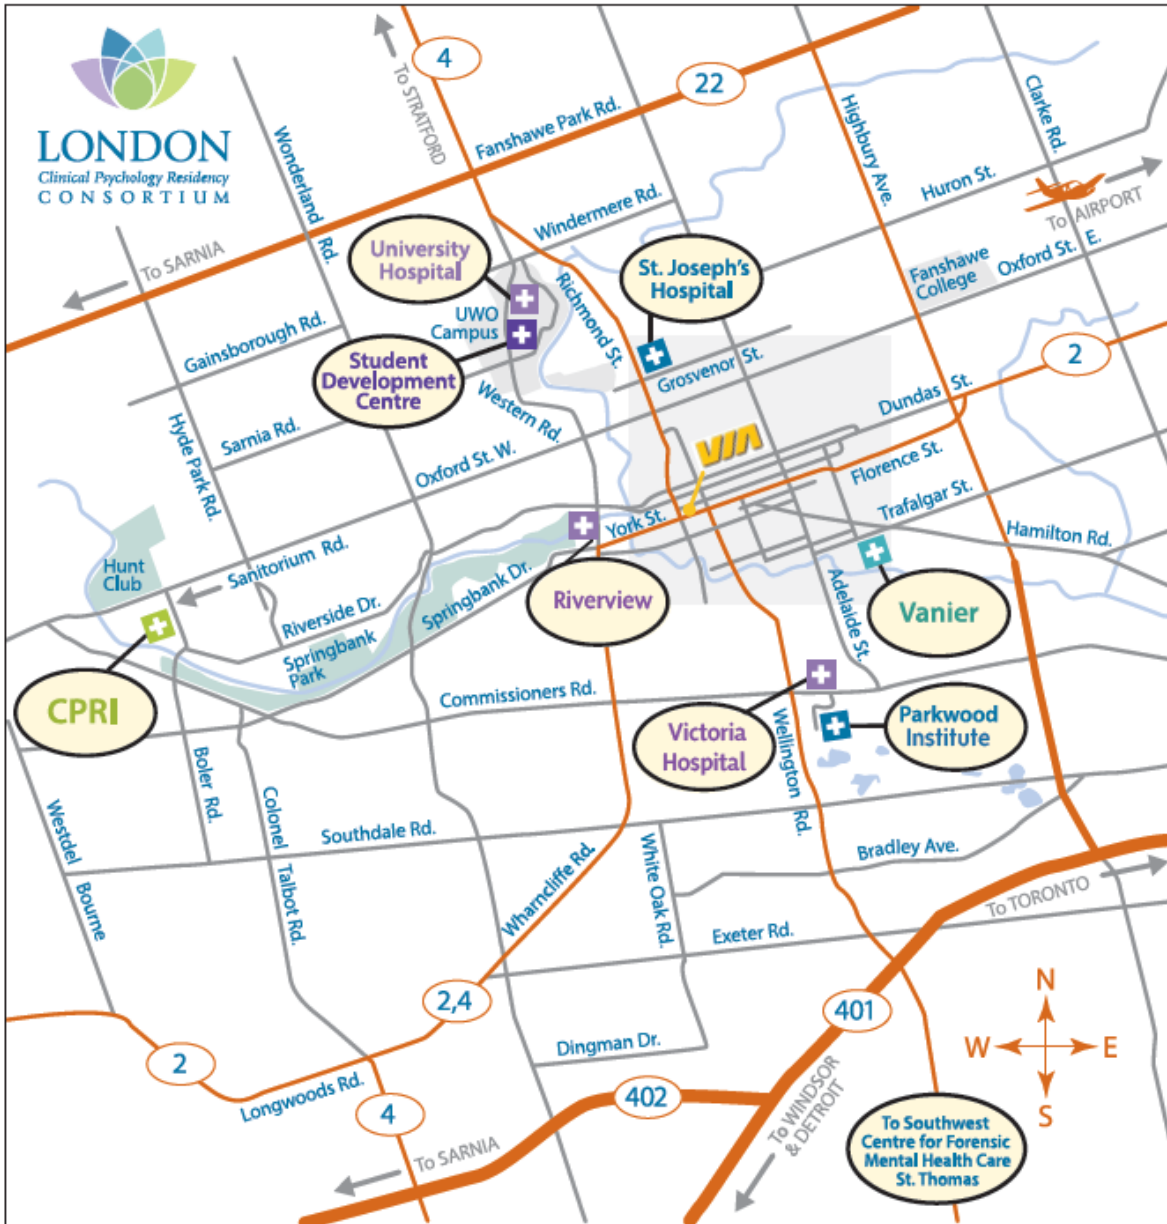 LONDON
Clinical Psychology Residency
CONSORTIUM
4
To STRATFORD
22
Fanshawe Park Rd.
Wonderland Rd.
Highbury Ave.
Clarke Rd.
Huron St.
To AIRPORT
Windermere Rd.
To SARNIA
University
Hospital
St. Joseph's
Hospital
Fanshawe
College
Oxford St. E.
Richmond St.
UWO
Campus
Gainsborough Rd.
Student
Development
Centre
Grosvenor St.
2
Dundas St.
Western Rd.
Hyde Park Rd.
Sarnia Rd.
Oxford St. W.
VIA
Florence St.
Trafalgar St.
York St.
Hamilton Rd.
Hunt
Club
Sanitorium Rd.
Springbank Dr.
Riverside Dr.
Riverview
Adelaide St.
Vanier
Springbank
Park
CPRI
Commissioners Rd.
Victoria
Hospital
Parkwood
Institute
Wellington Rd.
Boler Rd.
Westdel Bourne
Colonel Talbot Rd.
Southdale Rd.
White Oak Rd.
Bradley Ave.
Wharncliffe Rd.
To TORONTO
Exeter Rd.
2,4
401
N
W E
S
2
Dingman Dr.
Longwoods Rd.
402
4
To WINDSOR
& DETROIT
To SARNIA
To Southwest
Centre for Forensic
Mental Health Care
St. Thomas